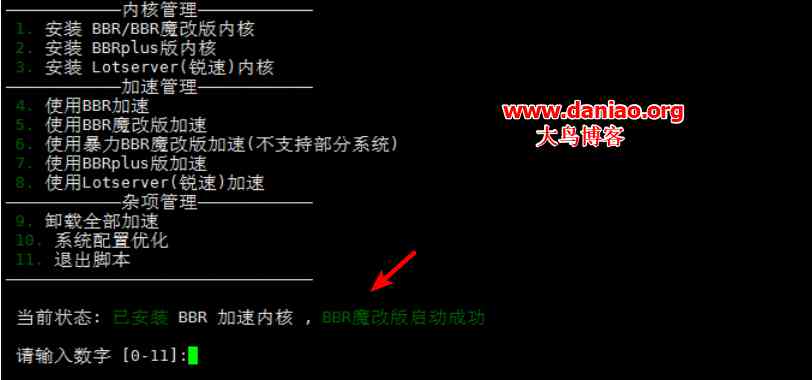 内核管理
1. 安装 BBR/BBR魔改版内核
2. 安装 BBRplus版内核
3. 安装 Lotserver(锐速)内核
加速管理
4. 使用BBR加速
5. 使用BBR魔改版加速
6. 使用暴力BBR魔改版加速(不支持部分系统)
7. 使用BBRplus版加速
8. 使用Lotserver(锐速)加速
杂项管理
9. 卸载全部加速
10. 系统配置优化
11. 退出脚本
www.daniao.org
大鸟博客
当前状态: 已安装 BBR 加速内核 , BBR魔改版启动成功
请输入数字 [0-11]: